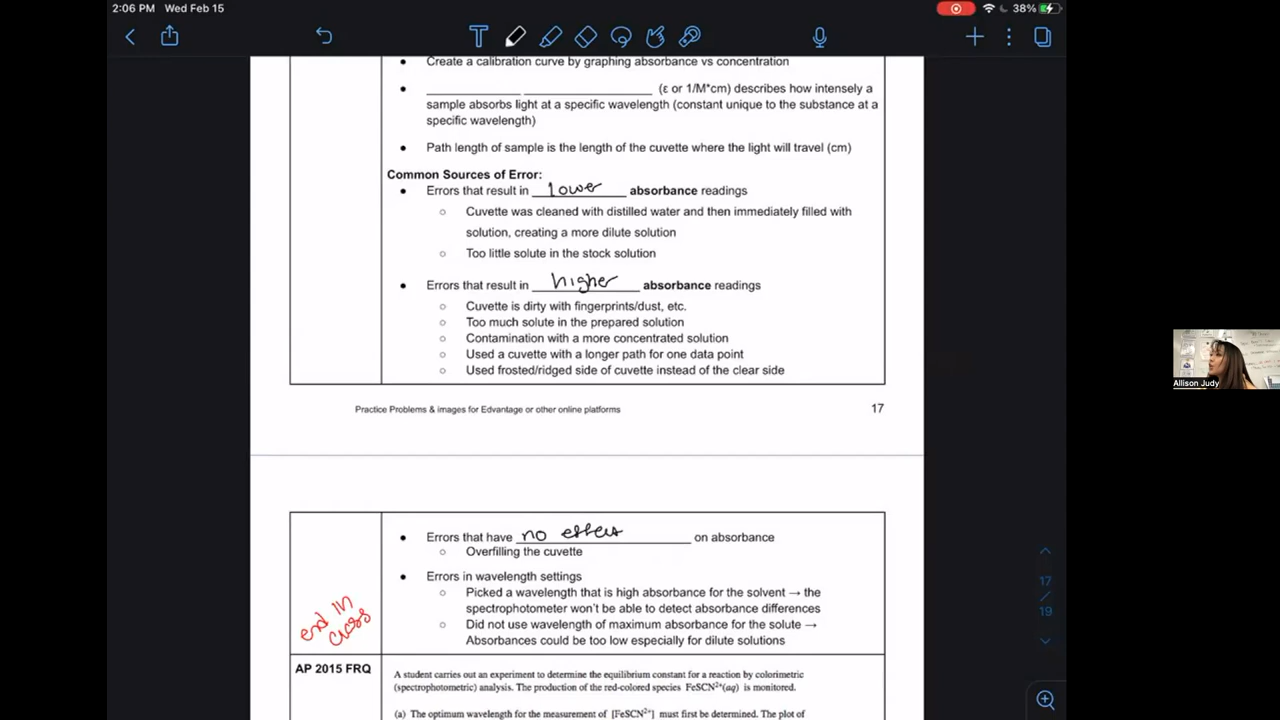 2:06 PM Wed Feb 15
38%
Create a calibration curve by graphing absorbance vs concentration
____________ ________________ (ε or 1/M*cm) describes how intensely a
sample absorbs light at a specific wavelength (constant unique to the substance at a
specific wavelength)
Path length of sample is the length of the cuvette where the light will travel (cm)
Common Sources of Error:
Errors that result in lower absorbance readings
Cuvette was cleaned with distilled water and then immediately filled with
solution, creating a more dilute solution
Too little solute in the stock solution
Errors that result in higher absorbance readings
Cuvette is dirty with fingerprints/dust, etc.
Too much solute in the prepared solution
Contamination with a more concentrated solution
Used a cuvette with a longer path for one data point
Used frosted/ridged side of cuvette instead of the clear side
Practice Problems & images for Edvantage or other online platforms 17
Errors that have no effect on absorbance
Overfilling the cuvette
Errors in wavelength settings
Picked a wavelength that is high absorbance for the solvent → the
spectrophotometer won't be able to detect absorbance differences
Did not use wavelength of maximum absorbance for the solute →
Absorbances could be too low especially for dilute solutions
end in
class
AP 2015 FRQ
A student carries out an experiment to determine the equilibrium constant for a reaction by colorimetric
(spectrophotometric) analysis. The production of the red-colored species FeSCN²⁺(aq) is monitored.
(a) The optimum wavelength for the measurement of [FeSCN²⁺] must first be determined. The plot of
17
/
19
Allison Judy